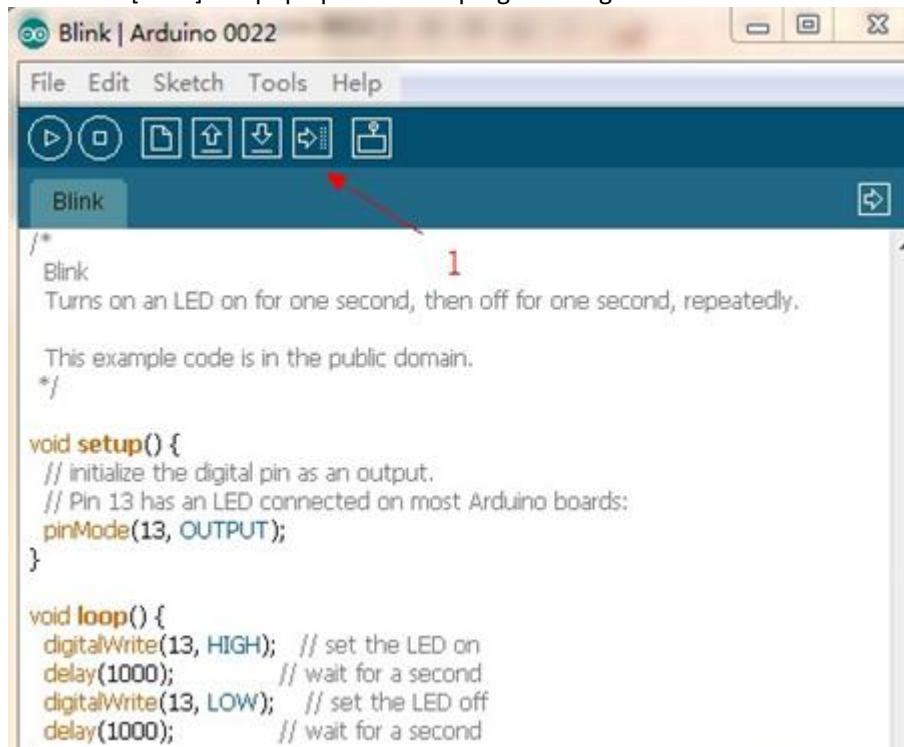 Blink | Arduino 0022
File Edit Sketch Tools Help
Blink
1
/*
Blink
Turns on an LED on for one second, then off for one second, repeatedly.
This example code is in the public domain.
*/
void setup() {
// initialize the digital pin as an output.
// Pin 13 has an LED connected on most Arduino boards:
pinMode(13, OUTPUT);
}
void loop() {
digitalWrite(13, HIGH); // set the LED on
delay(1000); // wait for a second
digitalWrite(13, LOW); // set the LED off
delay(1000); // wait for a second